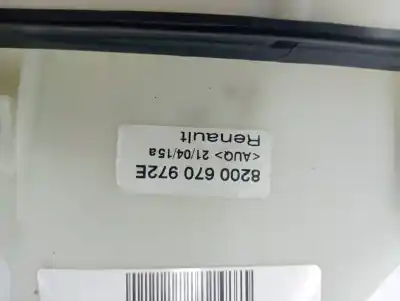 8200 670 972E
<AUQ> 21/04/15a
Renault